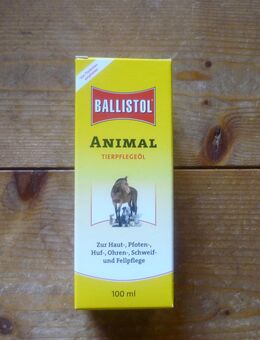 BALLISTOL
ANIMAL
TIERPFLEGEÖL
Zur Haut-, Pfoten-,
Huf-, Ohren-, Schweif-
und Fellpflege
100 ml